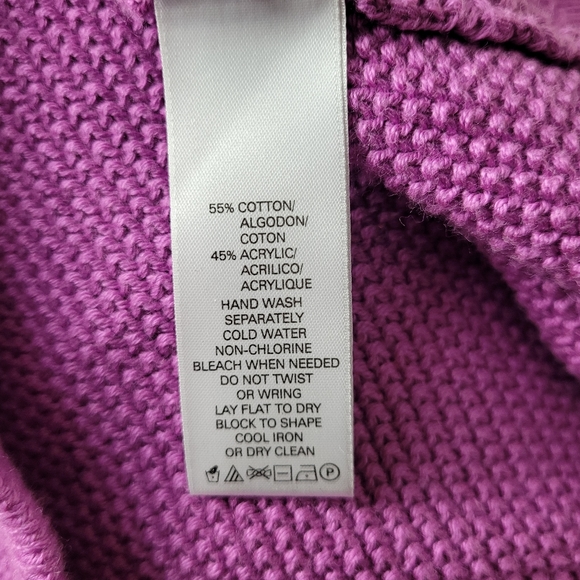 55% COTTON/
ALGODON/
COTON
45% ACRYLIC/
ACRILICO/
ACRYLIQUE
HAND WASH
SEPARATELY
COLD WATER
NON-CHLORINE
BLEACH WHEN NEEDED
DO NOT TWIST
OR WRING
LAY FLAT TO DRY
BLOCK TO SHAPE
COOL IRON
OR DRY CLEAN
P